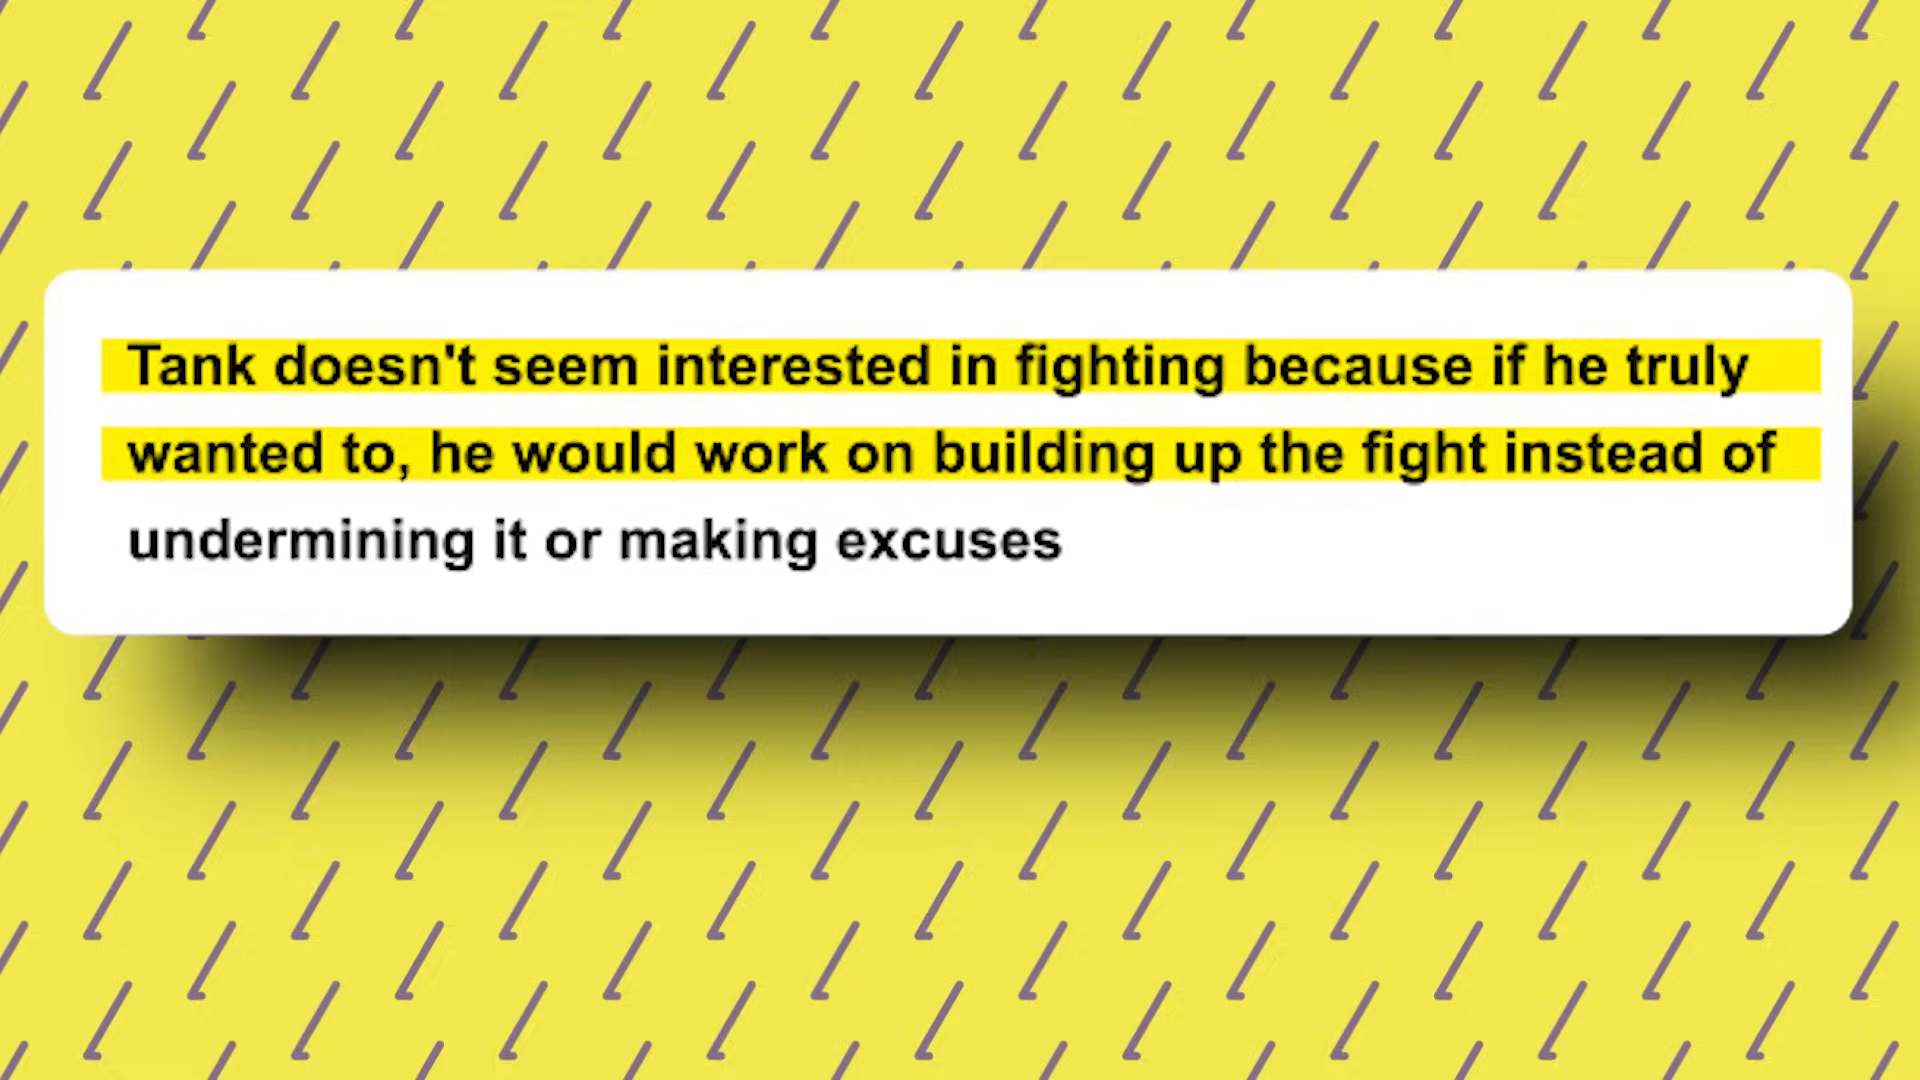 Tank doesn't seem interested in fighting because if he truly
wanted to, he would work on building up the fight instead of
undermining it or making excuses